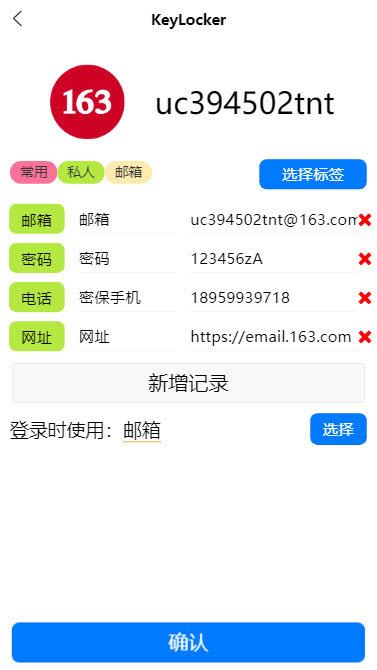 KeyLocker
163 uc394502tnt
常用 私人 邮箱 选择标签
邮箱 邮箱 uc394502tnt@163.com
密码 密码 123456zA
电话 密保手机 18959939718
网址 网址 https://email.163.com
新增记录
登录时使用：邮箱 选择
确认